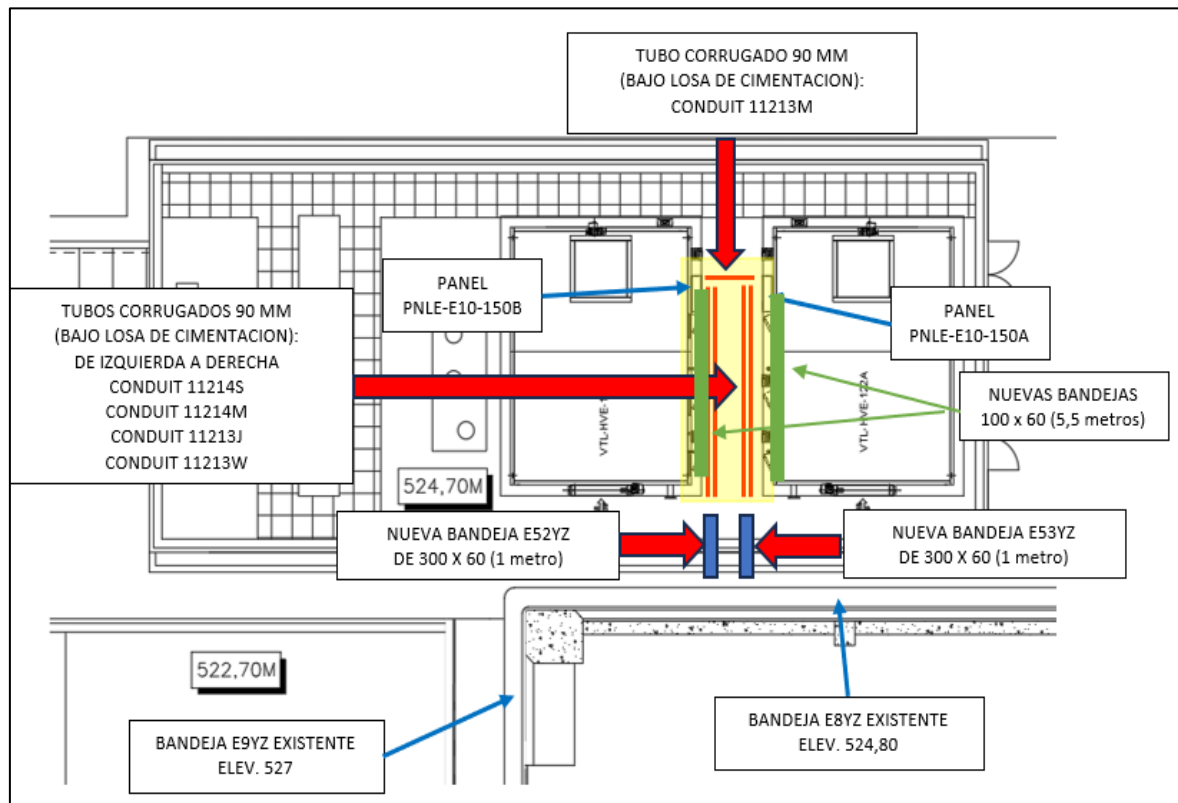 TUBO CORRUGADO 90 MM
(BAJO LOSA DE CIMENTACION):
CONDUIT 11213M
PANEL
PNLE-E10-150B
PANEL
PNLE-E10-150A
TUBOS CORRUGADOS 90 MM
(BAJO LOSA DE CIMENTACION):
DE IZQUIERDA A DERECHA
CONDUIT 11214S
CONDUIT 11214M
CONDUIT 11213J
CONDUIT 11213W
VTL-HVE-1
VTL-HVE-122A
NUEVAS BANDEJAS
100 x 60 (5,5 metros)
524,70M
NUEVA BANDEJA E52YZ
DE 300 X 60 (1 metro)
NUEVA BANDEJA E53YZ
DE 300 X 60 (1 metro)
522,70M
BANDEJA E9YZ EXISTENTE
ELEV. 527
BANDEJA E8YZ EXISTENTE
ELEV. 524,80